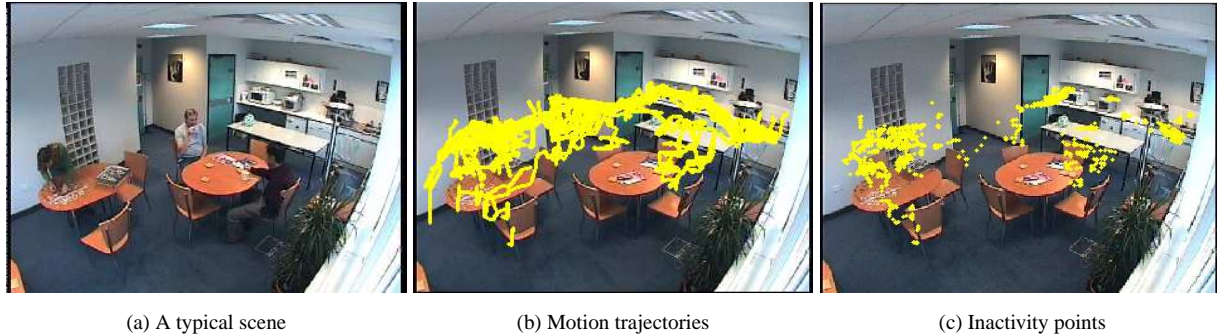 (a) A typical scene
(b) Motion trajectories
(c) Inactivity points